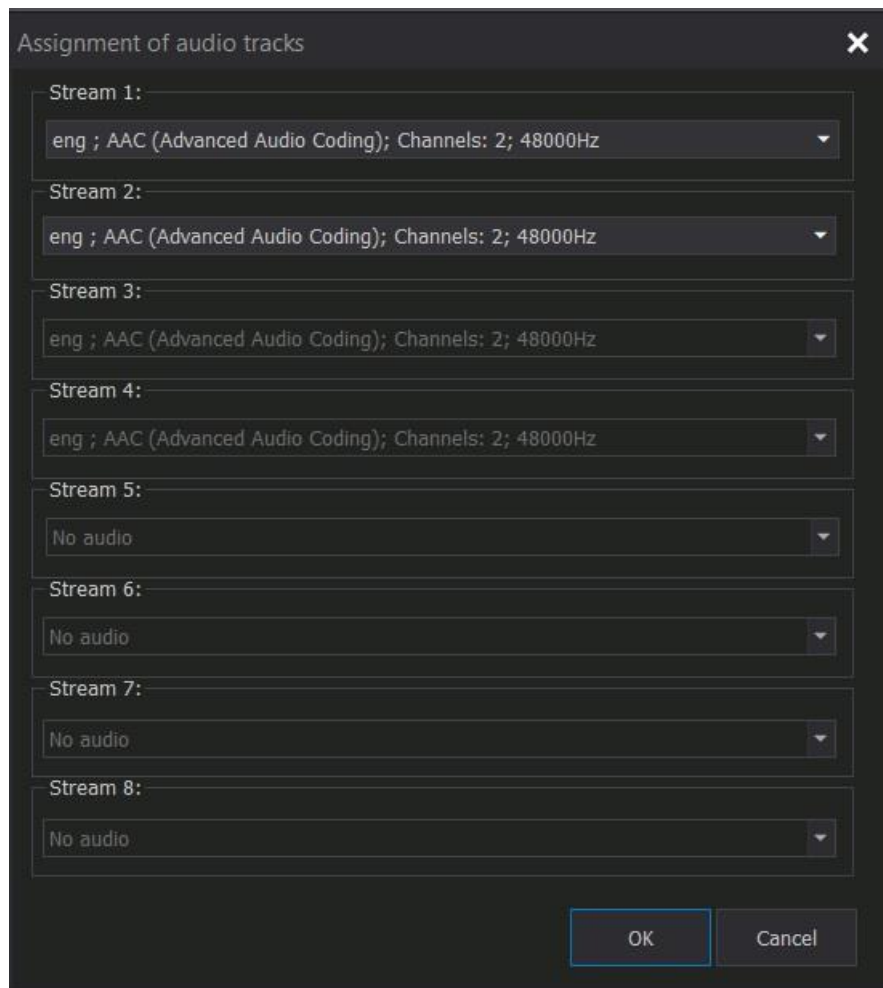 Assignment of audio tracks
Stream 1:
eng ; AAC (Advanced Audio Coding); Channels: 2; 48000Hz
Stream 2:
eng ; AAC (Advanced Audio Coding); Channels: 2; 48000Hz
Stream 3:
eng ; AAC (Advanced Audio Coding); Channels: 2; 48000Hz
Stream 4:
eng ; AAC (Advanced Audio Coding); Channels: 2; 48000Hz
Stream 5:
No audio
Stream 6:
No audio
Stream 7:
No audio
Stream 8:
No audio
OK Cancel